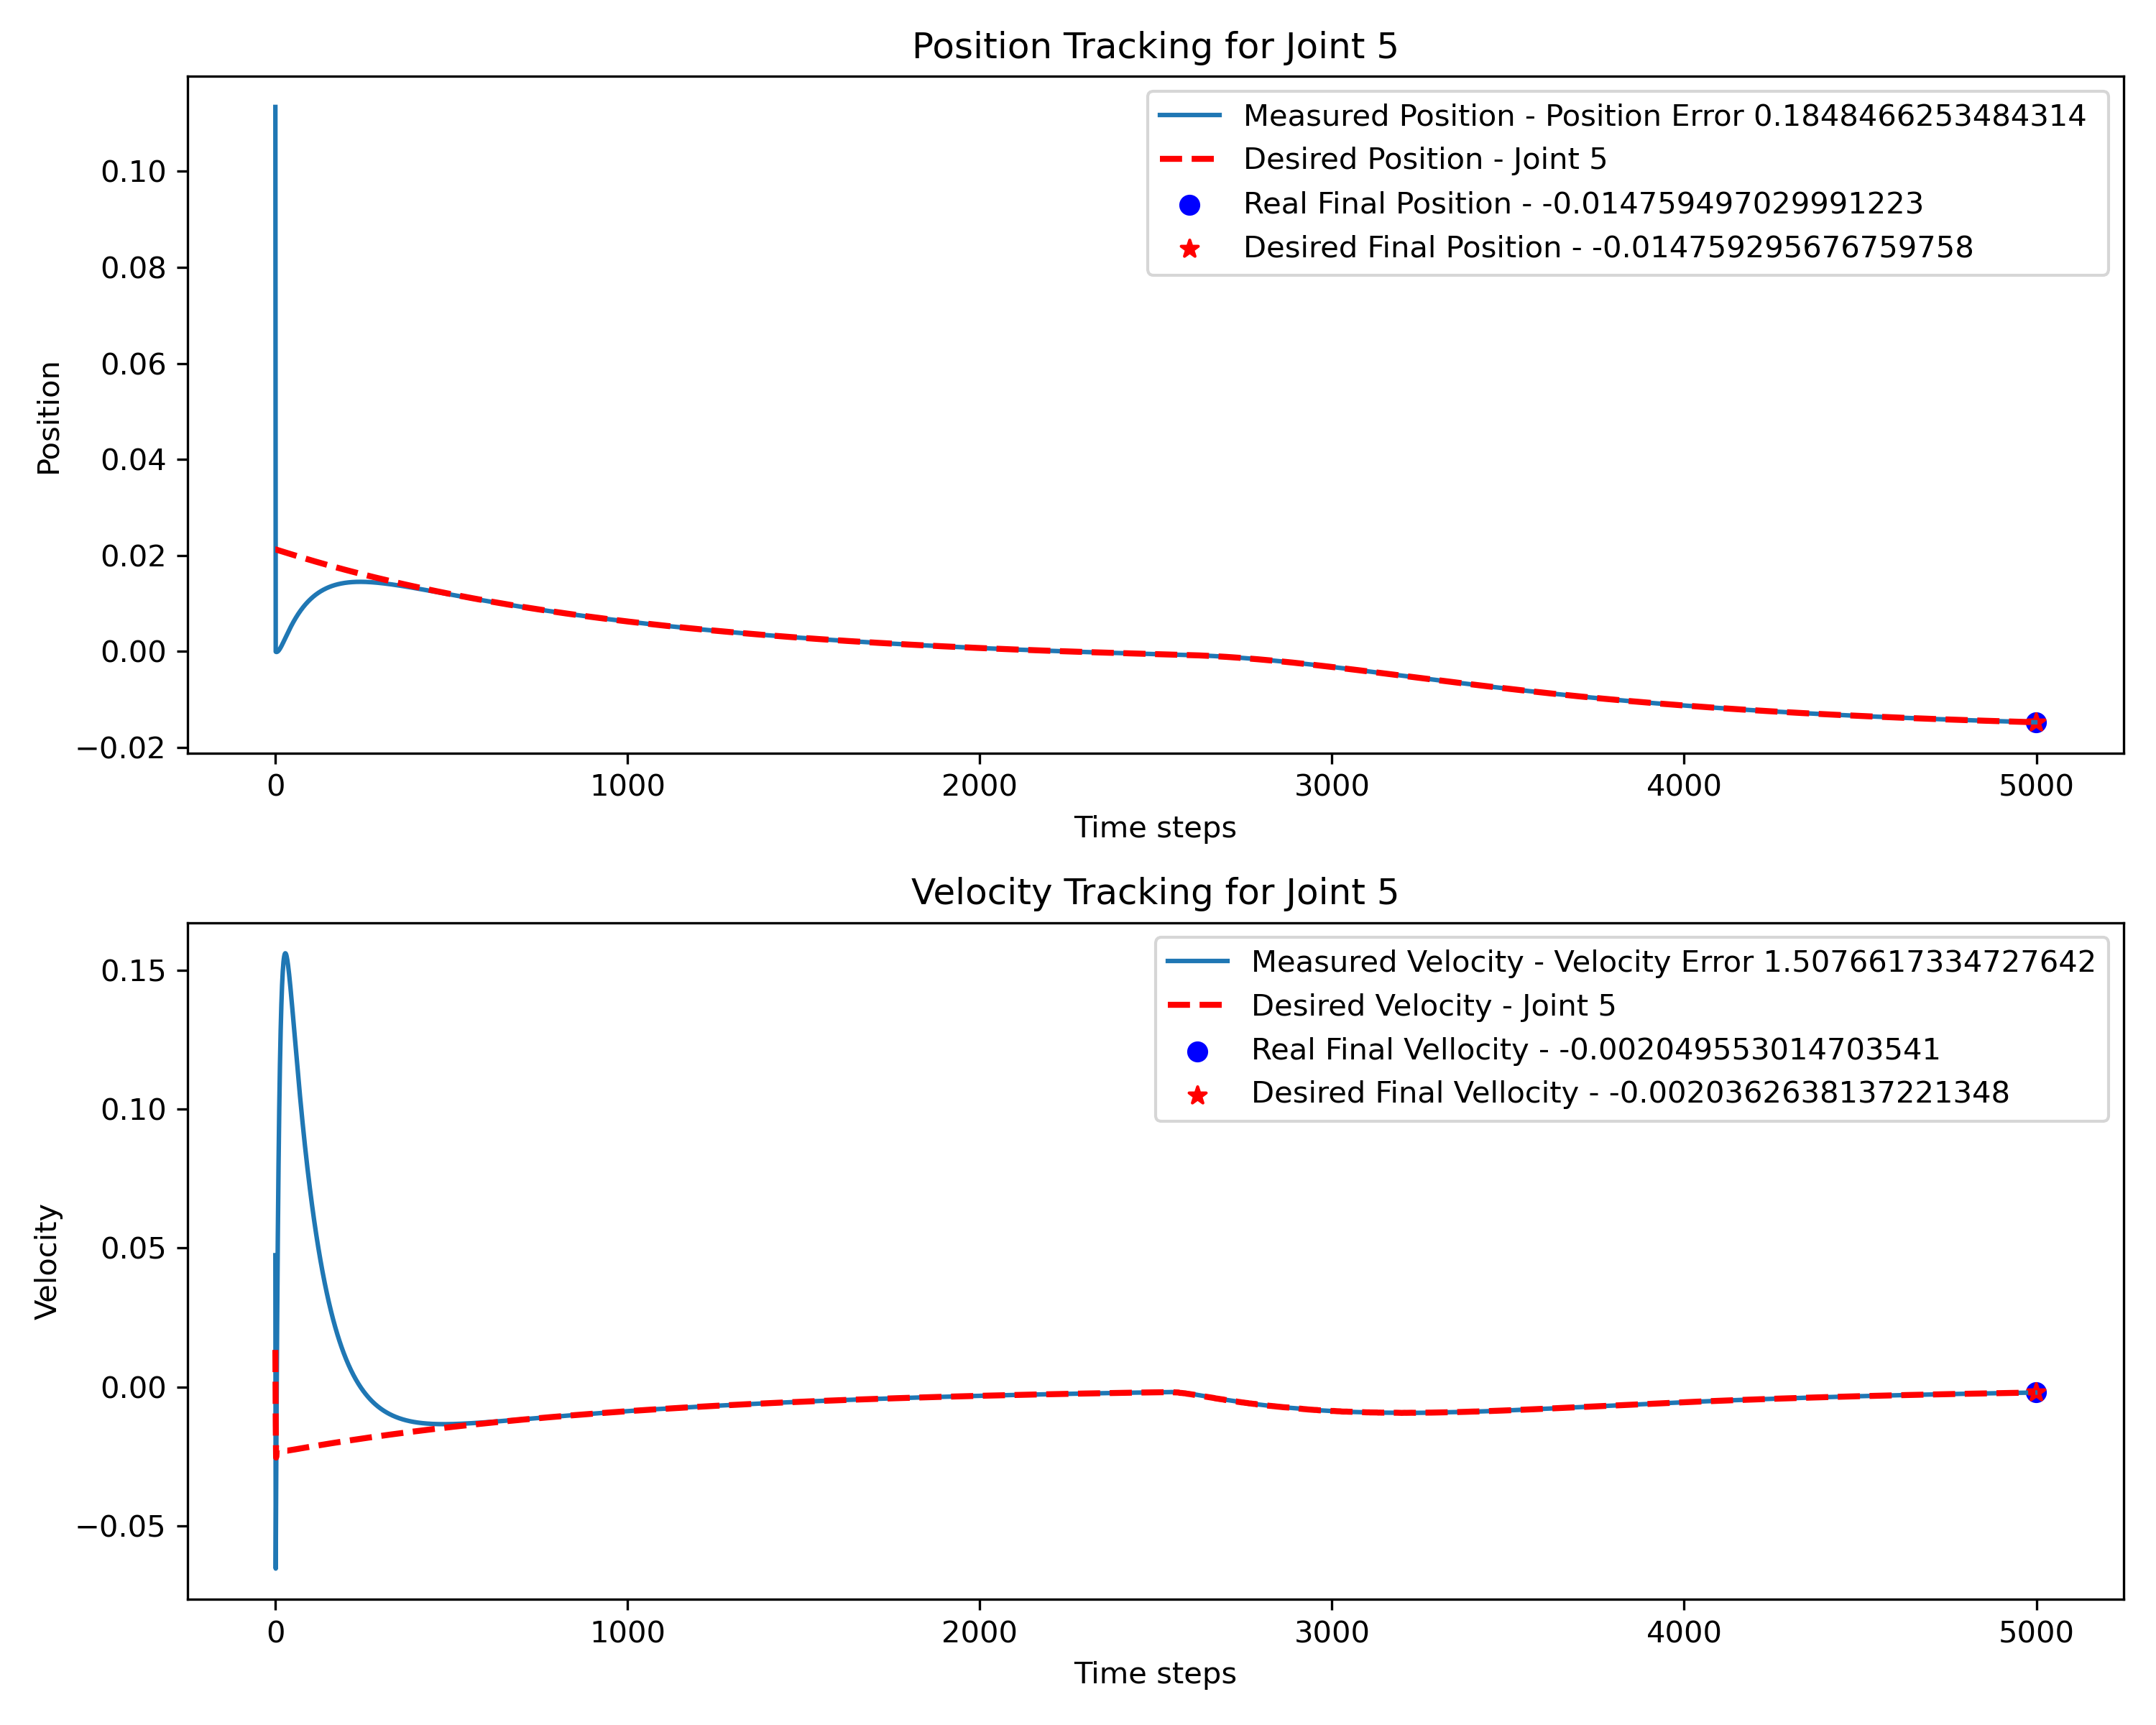 Position Tracking for Joint 5
Measured Position - Position Error 0.1848466253484314
Desired Position - Joint 5
Real Final Position - -0.014759497029991223
Desired Final Position - -0.014759295676759758
0.10
0.08
0.06
0.04
0.02
0.00
−0.02
Position
0 1000 2000 3000 4000 5000
Time steps
Velocity Tracking for Joint 5
Measured Velocity - Velocity Error 1.5076617334727642
Desired Velocity - Joint 5
Real Final Vellocity - -0.002049553014703541
Desired Final Vellocity - -0.0020362638137221348
0.15
0.10
0.05
0.00
−0.05
Velocity
0 1000 2000 3000 4000 5000
Time steps